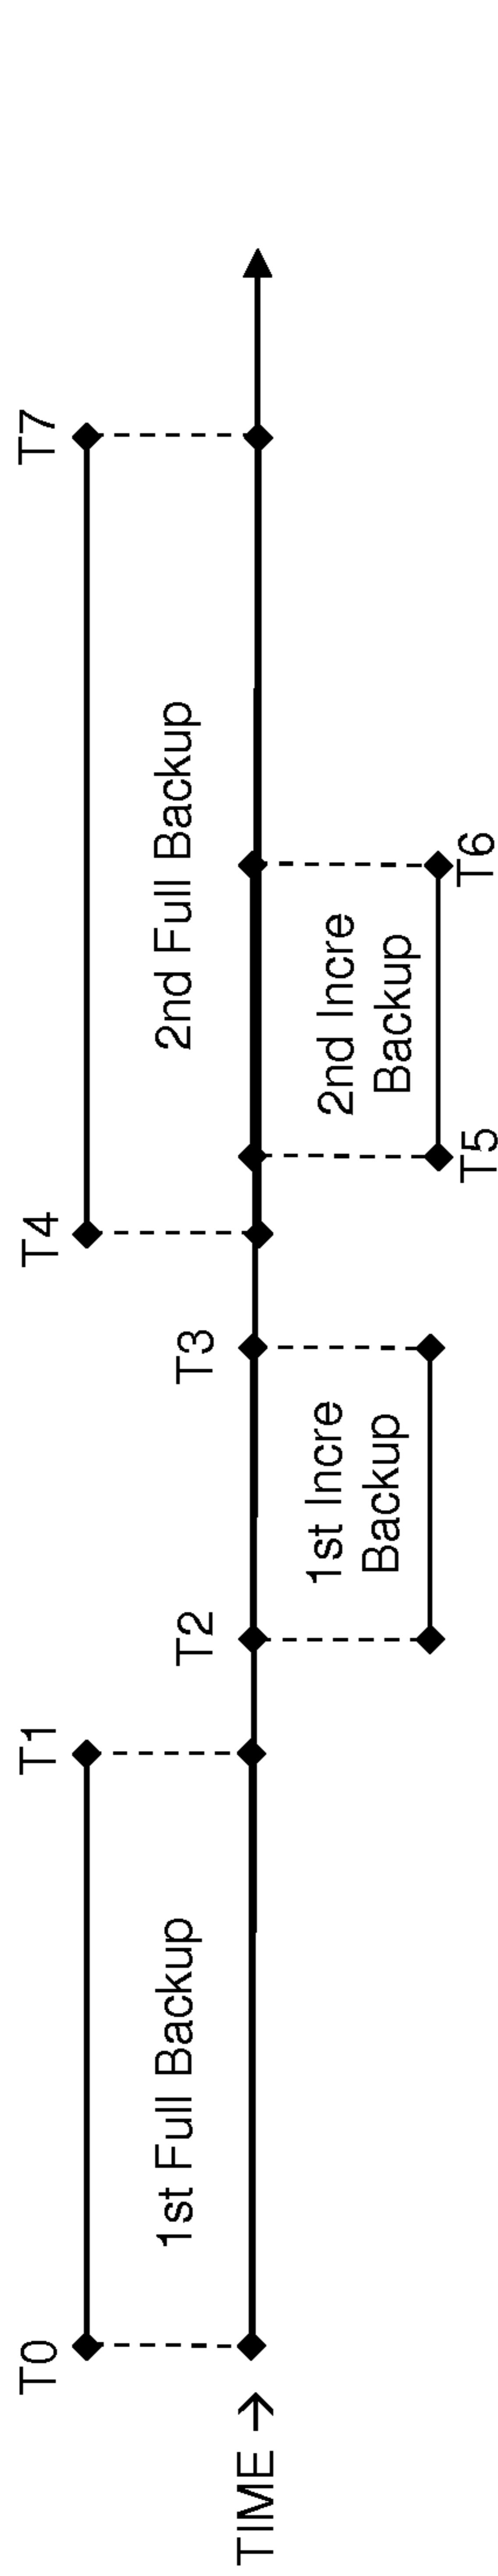 T0
T1
T4
T7
1st Full Backup
2nd Full Backup
T2
T3
TIME →
1st Incre
Backup
2nd Incre
Backup
T5
T6